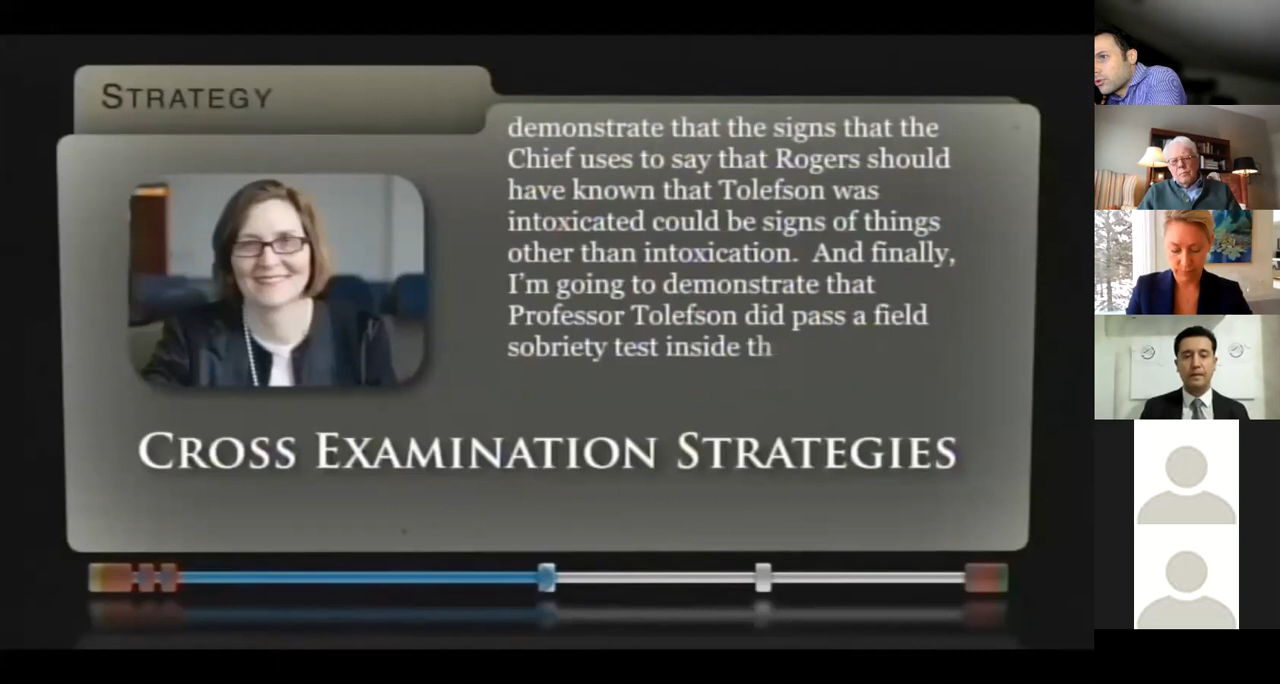 STRATEGY
demonstrate that the signs that the
Chief uses to say that Rogers should
have known that Tolefson was
intoxicated could be signs of things
other than intoxication. And finally,
I'm going to demonstrate that
Professor Tolefson did pass a field
sobriety test inside th
CROSS EXAMINATION STRATEGIES